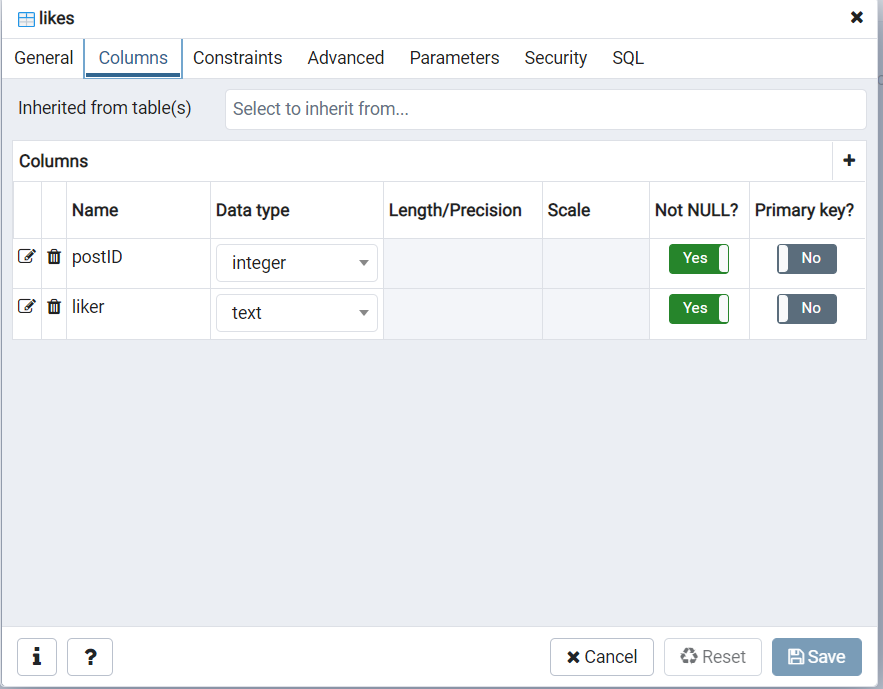 likes
General Columns Constraints Advanced Parameters Security SQL
Inherited from table(s) Select to inherit from...
Columns
Name Data type Length/Precision Scale Not NULL? Primary key?
postID integer Yes No
liker text Yes No
i ? Cancel Reset Save